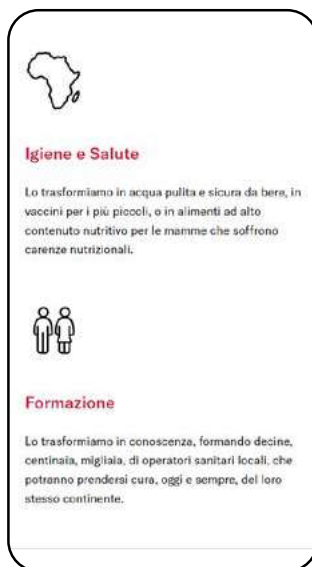 Igiene e Salute
Lo trasformiamo in acqua pulita e sicura da bere, in
vaccini per i più piccoli, o in alimenti ad alto
contenuto nutritivo per le mamme che soffrono
carenze nutrizionali.
Formazione
Lo trasformiamo in conoscenza, formando decine,
centinaia, migliaia, di operatori sanitari locali, che
potranno prendersi cura, oggi e sempre, del loro
stesso continente.